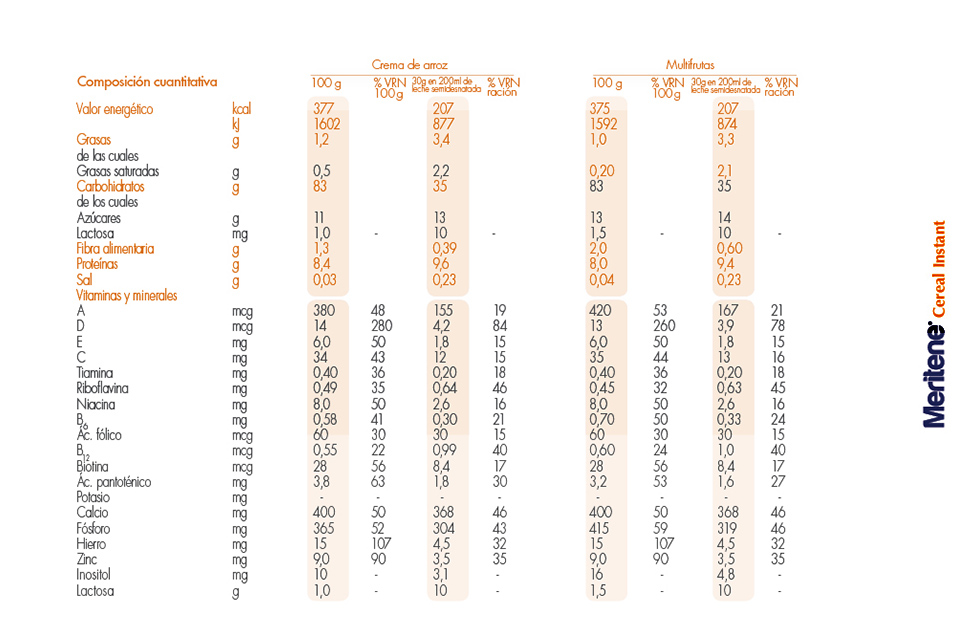 Crema de arroz Multifrutas
Composición cuantitativa 100 g % VRN 100g 30g en 200ml de leche semidesnatada % VRN ración 100 g % VRN 100g 30g en 200ml de leche semidesnatada % VRN ración
Valor energético kcal 377 207 375 207
kJ 1602 877 1592 874
Grasas g 1,2 3,4 1,0 3,3
de las cuales
Grasas saturadas g 0,5 2,2 0,20 2,1
Carbohidratos g 83 35 83 35
de los cuales
Azúcares g 11 13 13 14
Lactosa mg 1,0 - 10 - 1,5 - 10 -
Fibra alimentaria g 1,3 0,39 2,0 0,60
Proteínas g 8,4 9,6 8,0 9,4
Sal g 0,03 0,23 0,04 0,23
Vitaminas y minerales
A mcg 380 48 155 19 420 53 167 21
D mcg 14 280 4,2 84 13 260 3,9 78
E mg 6,0 50 1,8 15 6,0 50 1,8 15
C mg 34 43 12 15 35 44 13 16
Tiamina mg 0,40 36 0,20 18 0,40 36 0,20 18
Riboflavina mg 0,49 35 0,64 46 0,45 32 0,63 45
Niacina mg 8,0 50 2,6 16 8,0 50 2,6 16
B6 mg 0,58 41 0,30 21 0,70 50 0,33 24
Ác. fólico mcg 60 30 30 15 60 30 30 15
B12 mcg 0,55 22 0,99 40 0,60 24 1,0 40
Biotina mcg 28 56 8,4 17 28 56 8,4 17
Ác. pantoténico mg 3,8 63 1,8 30 3,2 53 1,6 27
Potasio mg - - - - - - - -
Calcio mg 400 50 368 46 400 50 368 46
Fósforo mg 365 52 304 43 415 59 319 46
Hierro mg 15 107 4,5 32 15 107 4,5 32
Zinc mg 9,0 90 3,5 35 9,0 90 3,5 35
Inositol mg 10 - 3,1 - 16 - 4,8 -
Lactosa g 1,0 - 10 - 1,5 - 10 -
Meritene® Cereal Instant